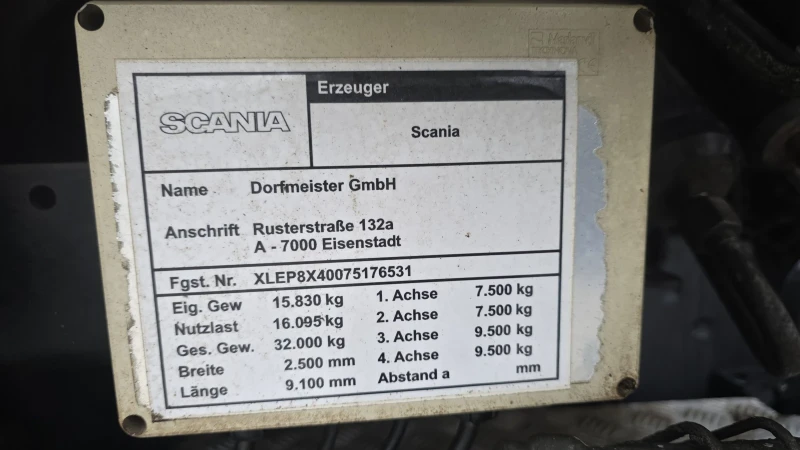 SCANIA
Erzeuger
Scania
Name Dorfmeister GmbH
Anschrift Rusterstraße 132a
A - 7000 Eisenstadt
Fgst. Nr. XLEP8X40075176531
Eig. Gew 15.830 kg 1. Achse 7.500 kg
Nutzlast 16.095 kg 2. Achse 7.500 kg
Ges. Gew. 32.000 kg 3. Achse 9.500 kg
Breite 2.500 mm 4. Achse 9.500 kg
Länge 9.100 mm Abstand a mm